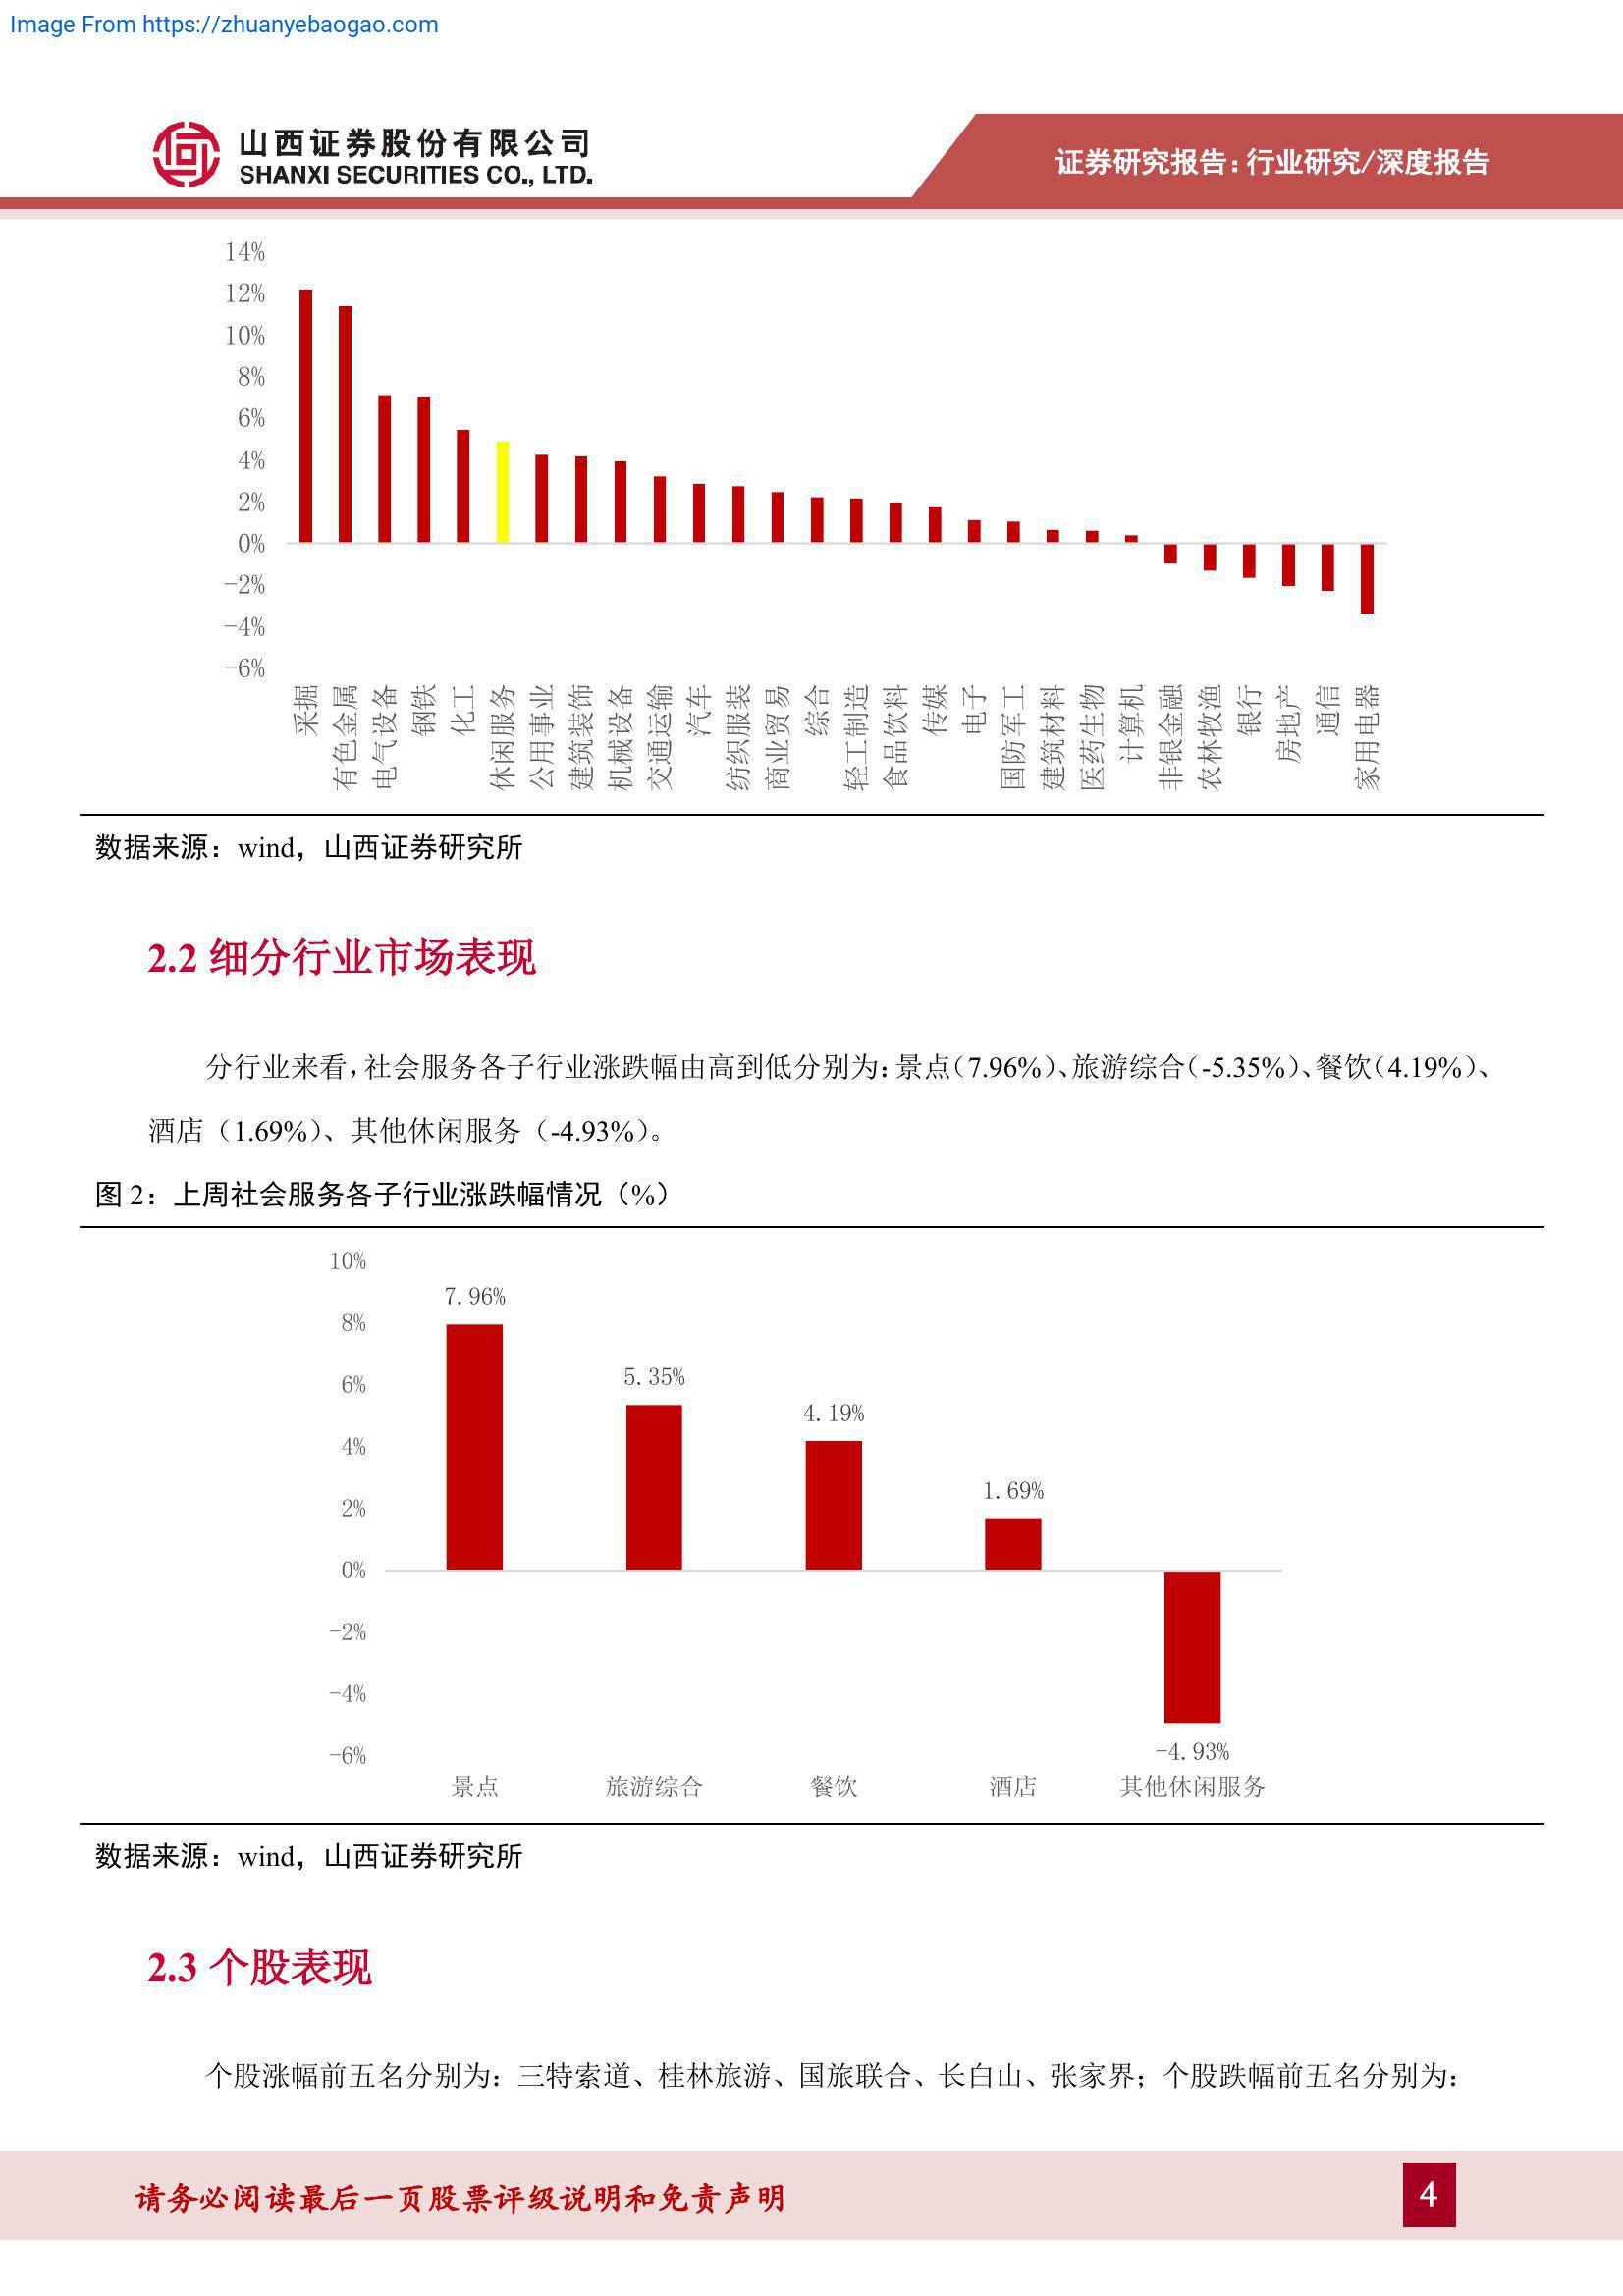 Image From https://zhuanyebaogao.com
山西证券股份有限公司
SHANXI SECURITIES CO., LTD.
证券研究报告:行业研究/深度报告
14%
12%
10%
8%
6%
4%
2%
0%
-2%
-4%
-6%
采掘
有色金属
电气设备
钢铁
化工
休闲服务
公用事业
建筑装饰
机械设备
交通运输
汽车
纺织服装
商业贸易
综合
轻工制造
食品饮料
传媒
电子
国防军工
建筑材料
医药生物
计算机
非银金融
农林牧渔
银行
房地产
通信
家用电器
数据来源：wind，山西证券研究所
2.2 细分行业市场表现
分行业来看，社会服务各子行业涨跌幅由高到低分别为：景点（7.96%）、旅游综合（-5.35%）、餐饮（4.19%）、
酒店（1.69%）、其他休闲服务（-4.93%）。
图 2：上周社会服务各子行业涨跌幅情况（%）
10%
8%
6%
4%
2%
0%
-2%
-4%
-6%
7.96%
5.35%
4.19%
1.69%
-4.93%
景点
旅游综合
餐饮
酒店
其他休闲服务
数据来源：wind，山西证券研究所
2.3 个股表现
个股涨幅前五名分别为：三特索道、桂林旅游、国旅联合、长白山、张家界；个股跌幅前五名分别为：
请务必阅读最后一页股票评级说明和免责声明
4